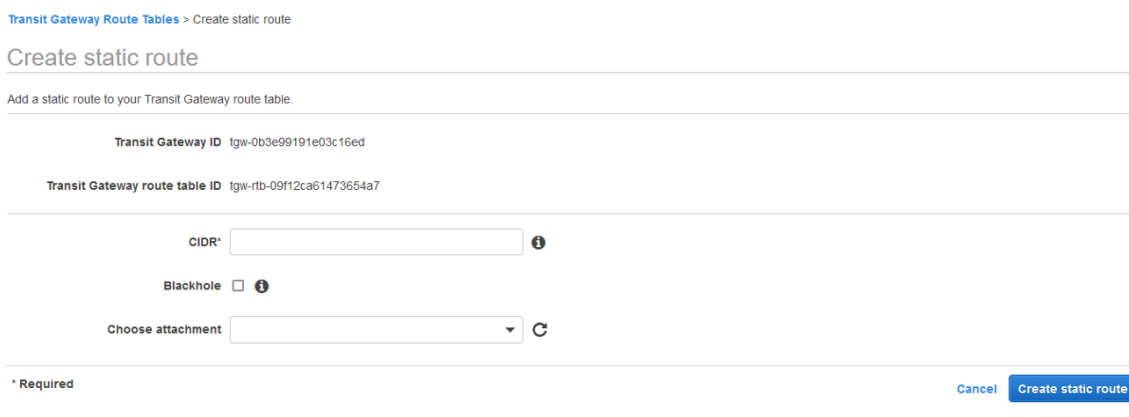 Transit Gateway Route Tables > Create static route
Create static route
Add a static route to your Transit Gateway route table.
Transit Gateway ID tgw-0b3e99191e03c16ed
Transit Gateway route table ID tgw-rtb-09f12ca61473654a7
CIDR*
Blackhole
Choose attachment
* Required
Cancel Create static route